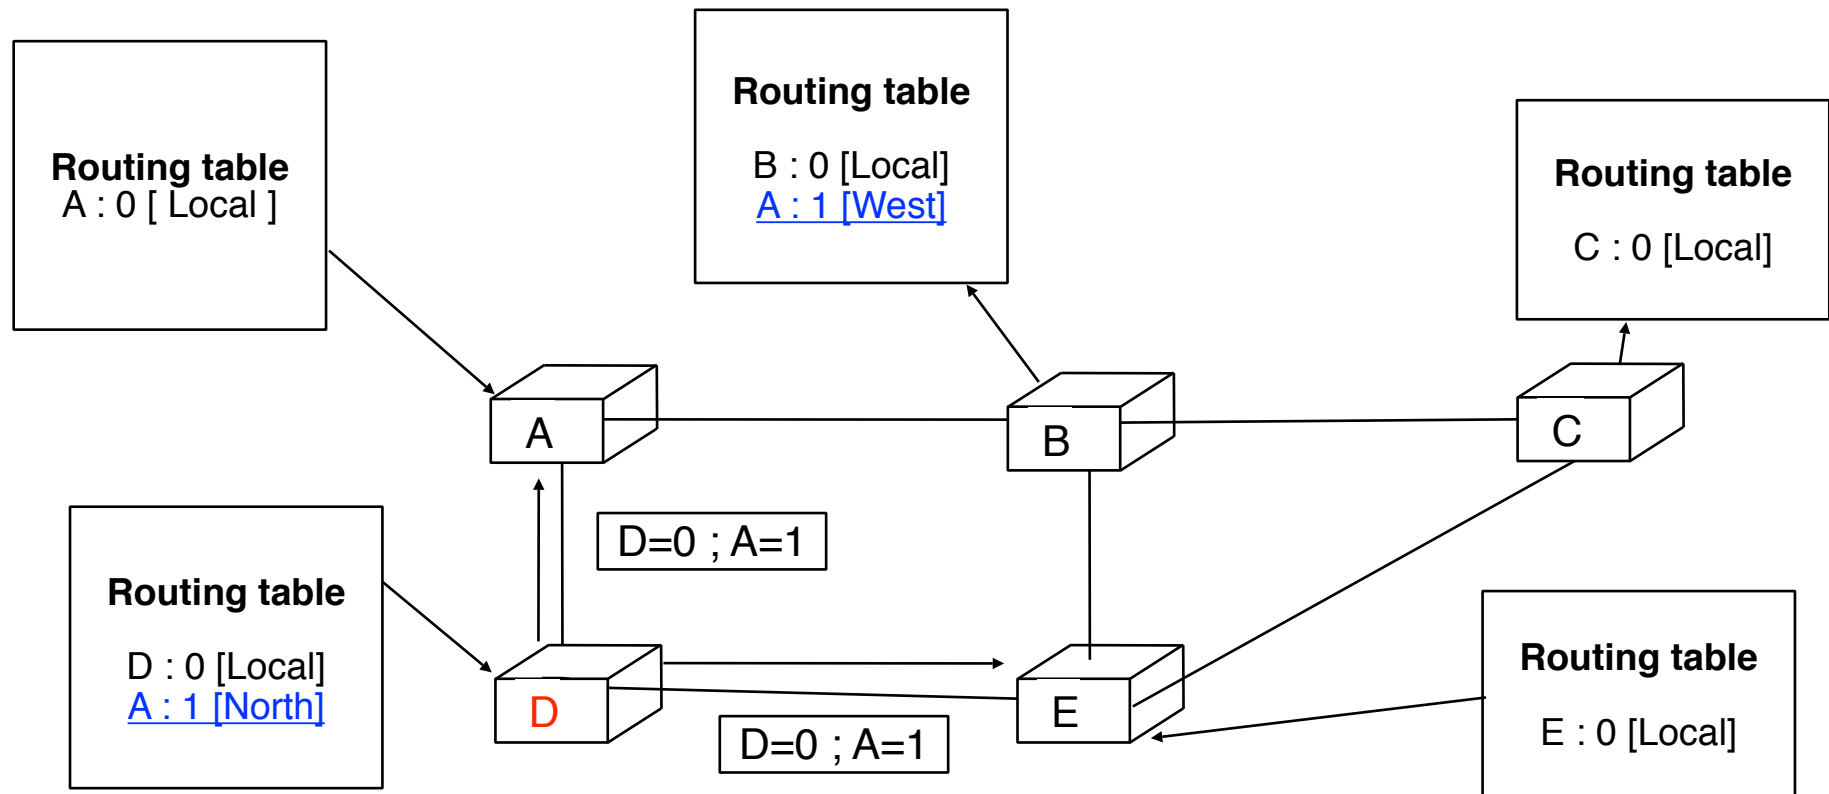 Routing table
A : 0 [ Local ]
Routing table
B : 0 [Local]
A : 1 [West]
Routing table
C : 0 [Local]
A
B
C
D=0 ; A=1
Routing table
D : 0 [Local]
A : 1 [North]
D
E
D=0 ; A=1
Routing table
E : 0 [Local]